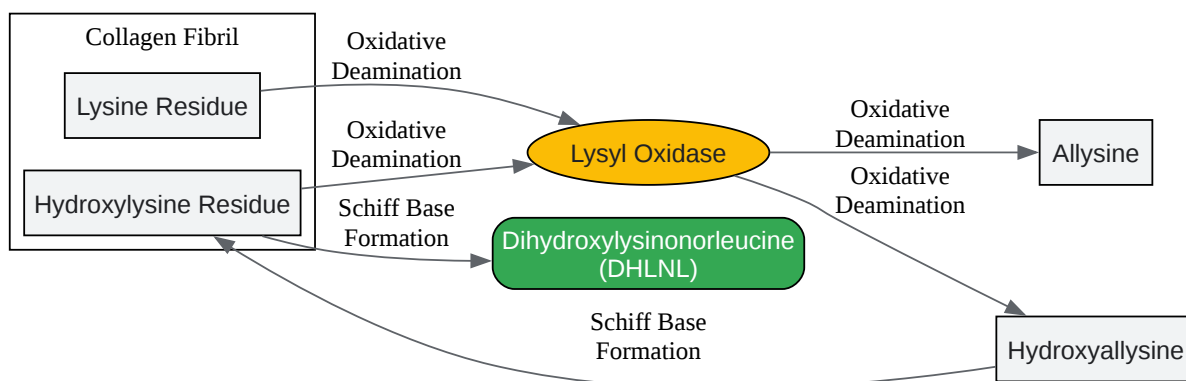 Collagen Fibril
Lysine Residue
Hydroxylysine Residue
Oxidative
Deamination
Oxidative
Deamination
Schiff Base
Formation
Lysyl Oxidase
Dihydroxylysinonorleucine
(DHLNL)
Oxidative
Deamination
Oxidative
Deamination
Allysine
Schiff Base
Formation
Hydroxyallysine